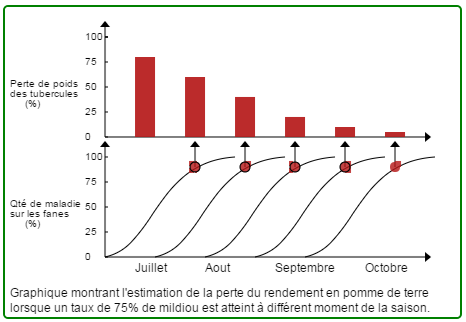 100
75
Perte de poids
des tubercules
(%)
50
25
0
100
75
Qté de maladie
sur les fanes
(%)
50
25
0
Juillet Aout Septembre Octobre
Graphique montrant l'estimation de la perte du rendement en pomme de terre
lorsque un taux de 75% de mildiou est atteint à différent moment de la saison.